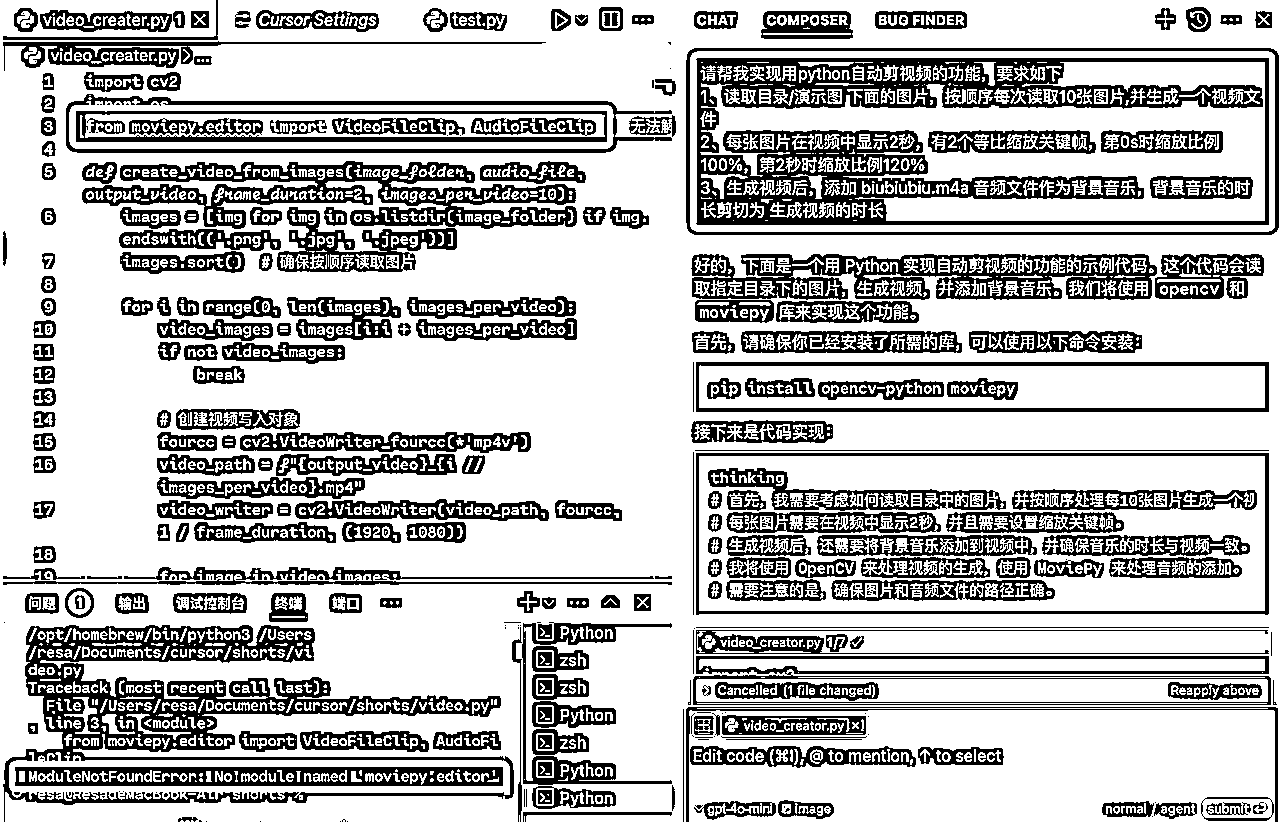 video_creater.py 1
Cursor Settings
test.py
video_creater.py > ...
1 import cv2
2 import os
3 from moviepy.editor import VideoFileClip, AudioFileClip 无法解
4
5 def create_video_from_images(image_folder, audio_file,
output_video, frame_duration=2, images_per_video=10):
6 images = [img for img in os.listdir(image_folder) if img.
endswith(('.png', '.jpg', '.jpeg'))]
7 images.sort() # 确保按顺序读取图片
8
9 for i in range(0, len(images), images_per_video):
10 video_images = images[i:i + images_per_video]
11 if not video_images:
12 break
13
14 # 创建视频写入对象
15 fourcc = cv2.VideoWriter_fourcc(*'mp4v')
16 video_path = f"{output_video}_{i //
images_per_video}.mp4"
17 video_writer = cv2.VideoWriter(video_path, fourcc,
1 / frame_duration, (1920, 1080))
18
19 for image in video_images:
问题 1 输出 调试控制台 终端 端口
/opt/homebrew/bin/python3 /Users
/resa/Documents/cursor/shorts/vi
deo.py
Traceback (most recent call last):
File "/Users/resa/Documents/cursor/shorts/video.py"
, line 3, in <module>
from moviepy.editor import VideoFileClip, AudioFi
leClip
ModuleNotFoundError: No module named 'moviepy.editor'
resa@ResadeMacBook-Air shorts %
Python
zsh
zsh
Python
zsh
Python
Python
CHAT COMPOSER BUG FINDER
请帮我实现用python自动剪视频的功能，要求如下
1、读取目录/演示图 下面的图片，按顺序每次读取10张图片,并生成一个视频文
件
2、每张图片在视频中显示2秒，有2个等比缩放关键帧，第0s时缩放比例
100%，第2秒时缩放比例120%
3、生成视频后，添加 biubiubiu.m4a 音频文件作为背景音乐，背景音乐的时
长剪切为 生成视频的时长
好的，下面是一个用 Python 实现自动剪视频的功能的示例代码。这个代码会读
取指定目录下的图片，生成视频，并添加背景音乐。我们将使用 opencv 和
moviepy 库来实现这个功能。
首先，请确保你已经安装了所需的库，可以使用以下命令安装:
pip install opencv-python moviepy
接下来是代码实现:
thinking
# 首先，我需要考虑如何读取目录中的图片，并按顺序处理每10张图片生成一个视
# 每张图片需要在视频中显示2秒，并且需要设置缩放关键帧。
# 生成视频后，还需要将背景音乐添加到视频中，并确保音乐的时长与视频一致。
# 我将使用 OpenCV 来处理视频的生成，使用 MoviePy 来处理音频的添加。
# 需要注意的是，确保图片和音频文件的路径正确。
video_creator.py 1/7
import cv2
Cancelled (1 file changed) Reapply above
video_creator.py
Edit code (⌘I), @ to mention, ↑ to select
gpt-4o-mini image normal / agent submit